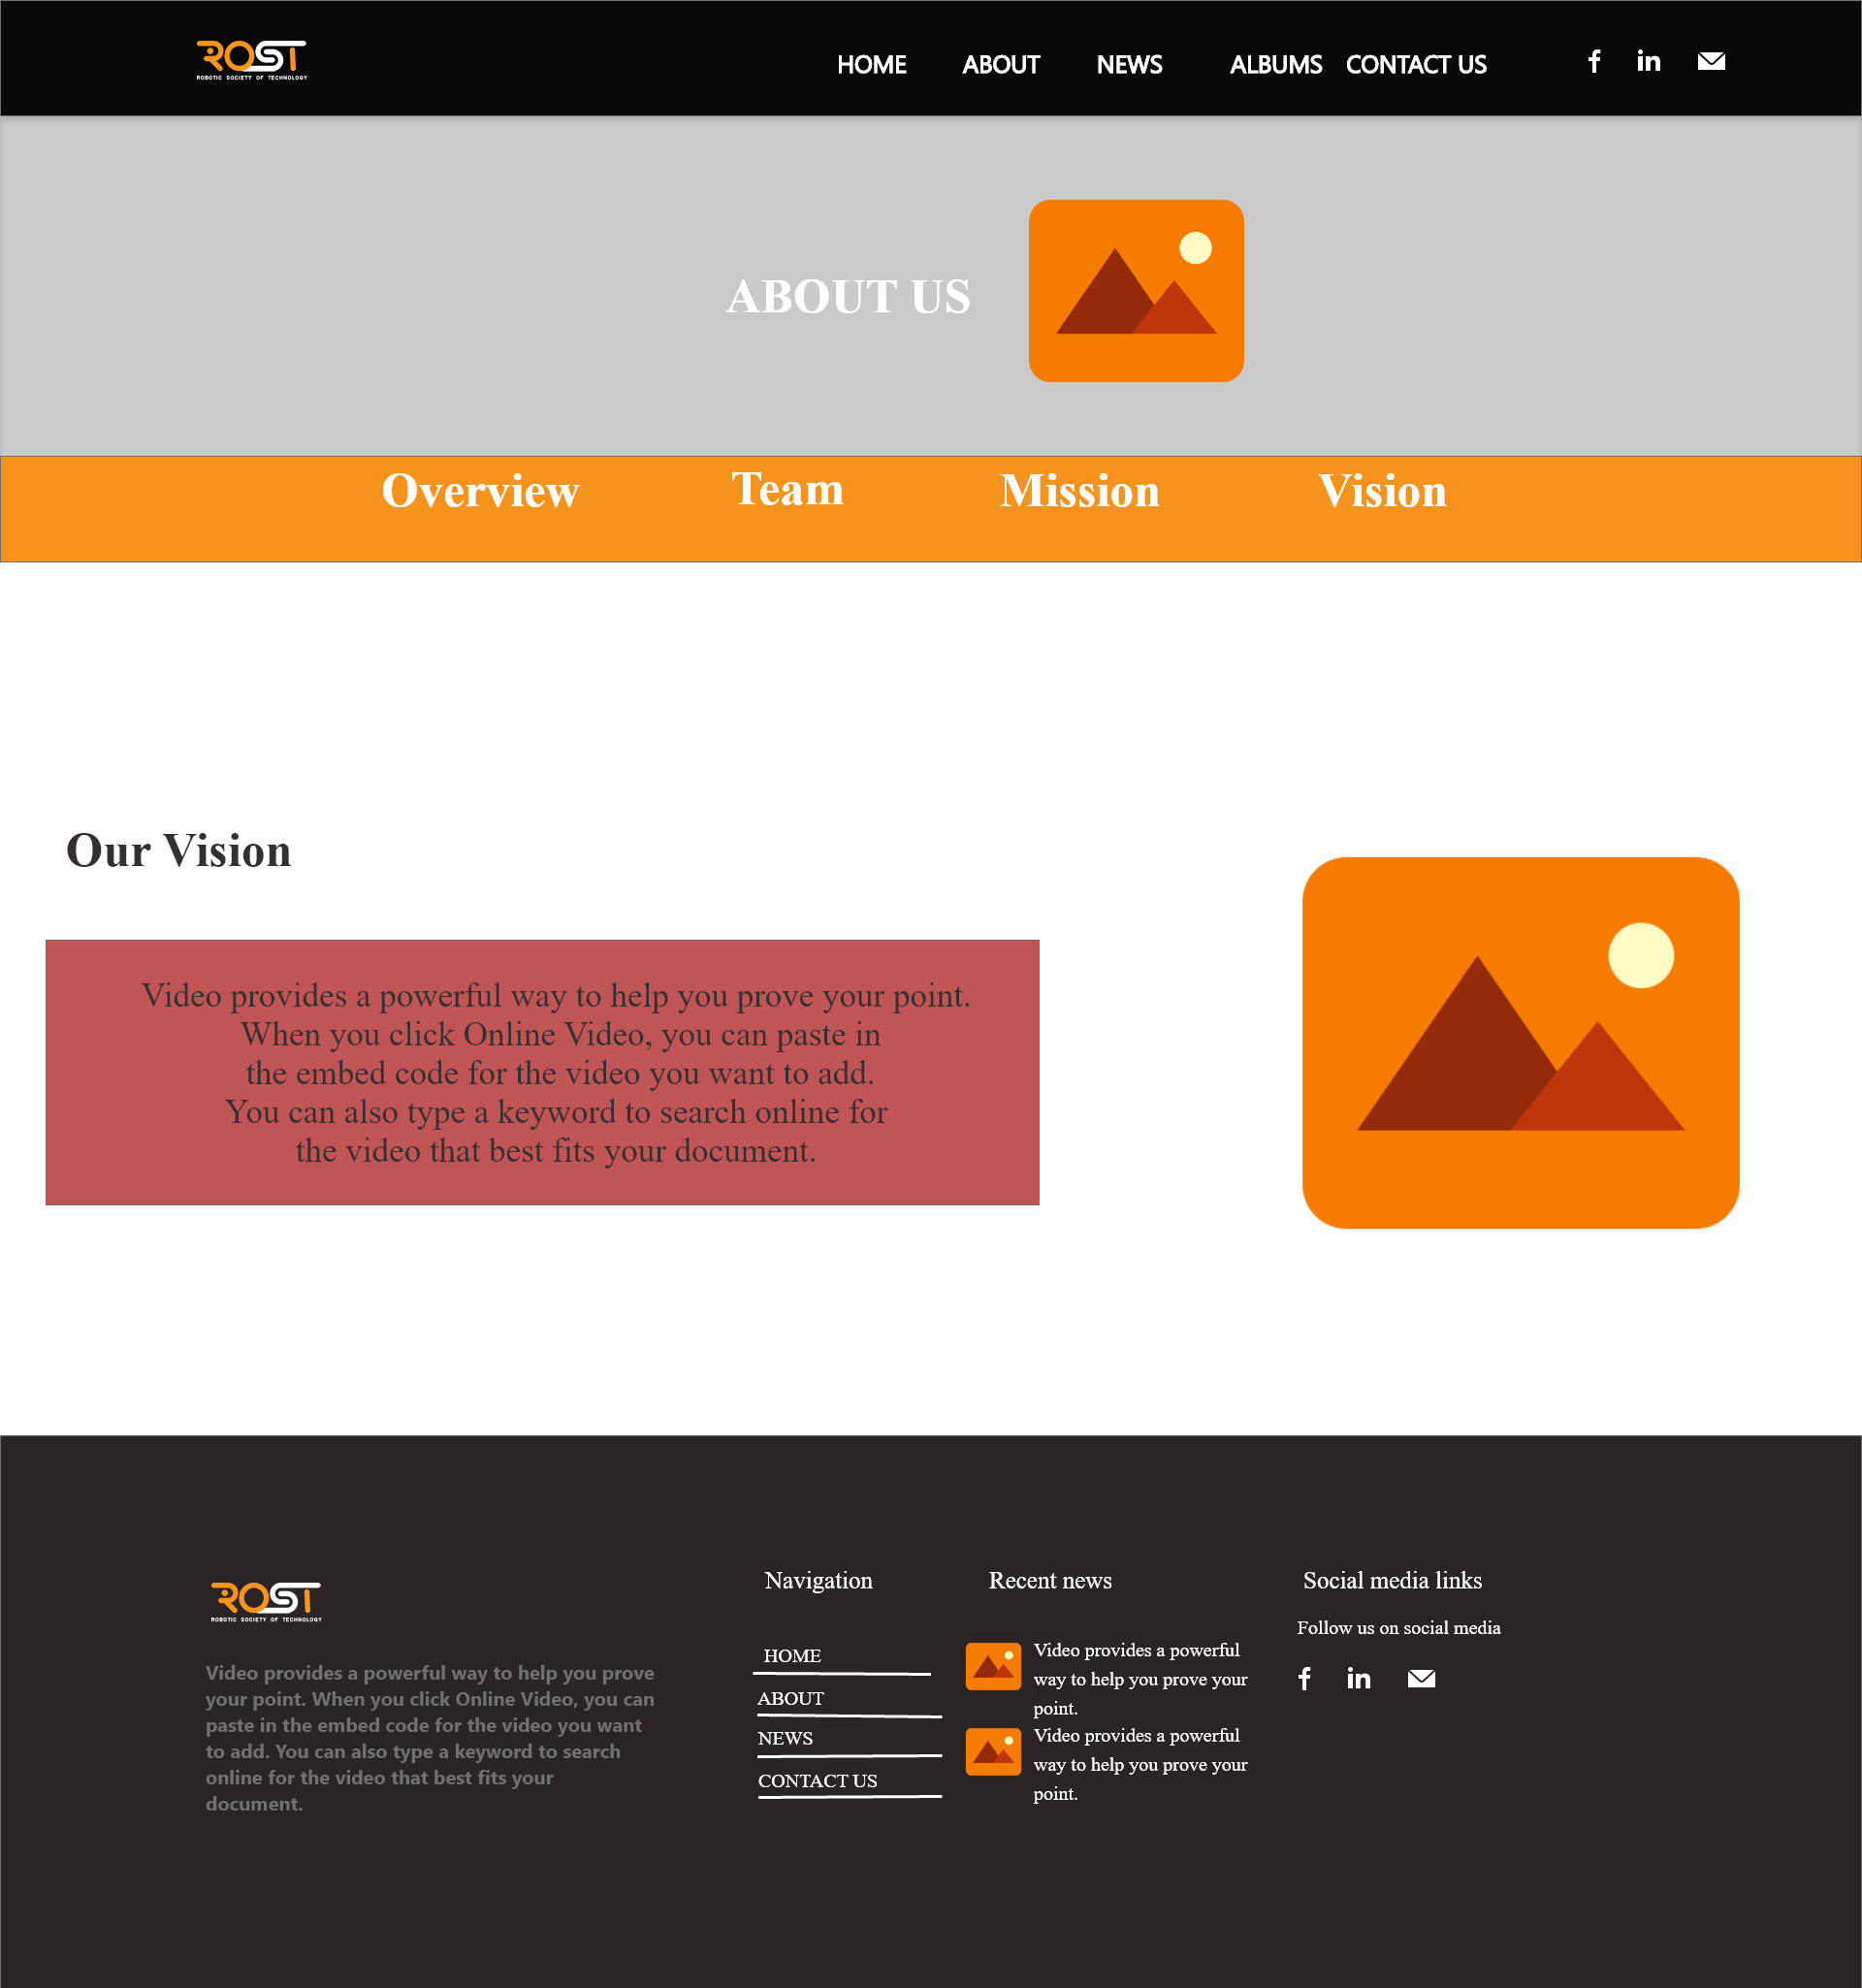 ROST
ROBOTIC SOCIETY OF TECHNOLOGY
HOME ABOUT NEWS ALBUMS CONTACT US
ABOUT US
Overview Team Mission Vision
Our Vision
Video provides a powerful way to help you prove your point.
When you click Online Video, you can paste in
the embed code for the video you want to add.
You can also type a keyword to search online for
the video that best fits your document.
ROST
ROBOTIC SOCIETY OF TECHNOLOGY
Video provides a powerful way to help you prove
your point. When you click Online Video, you can
paste in the embed code for the video you want
to add. You can also type a keyword to search
online for the video that best fits your
document.
Navigation
HOME
ABOUT
NEWS
CONTACT US
Recent news
Video provides a powerful
way to help you prove your
point.
Video provides a powerful
way to help you prove your
point.
Social media links
Follow us on social media